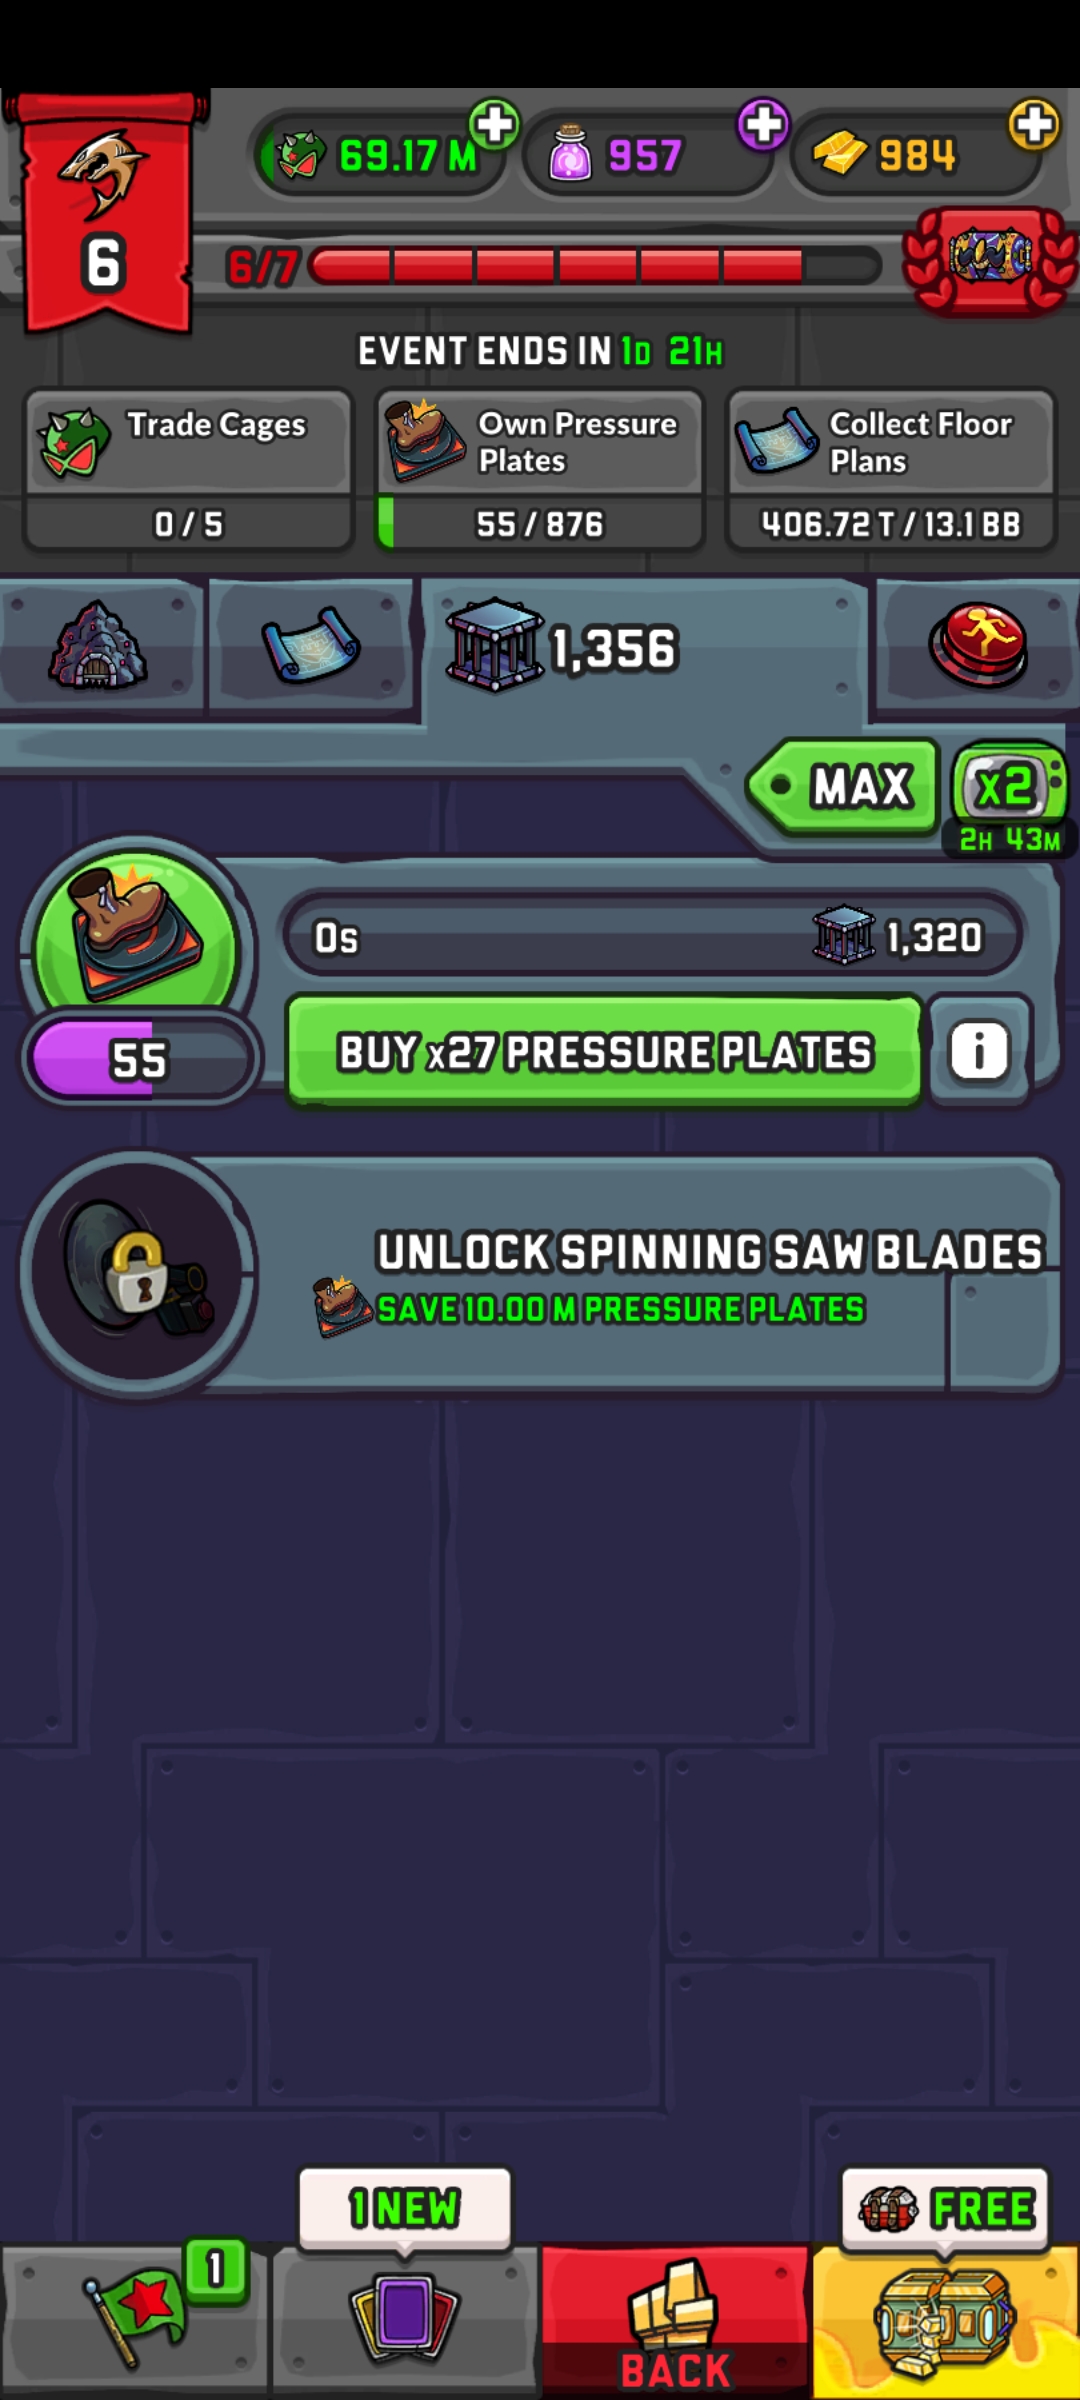 69.17 M
957
984
6
6/7
EVENT ENDS IN 1D 21H
Trade Cages
0 / 5
Own Pressure
Plates
55 / 876
Collect Floor
Plans
406.72 T / 13.1 BB
1,356
MAX
x2
2H 43M
0s
1,320
BUY x27 PRESSURE PLATES
i
55
UNLOCK SPINNING SAW BLADES
SAVE 10.00 M PRESSURE PLATES
1 NEW
FREE
1
BACK